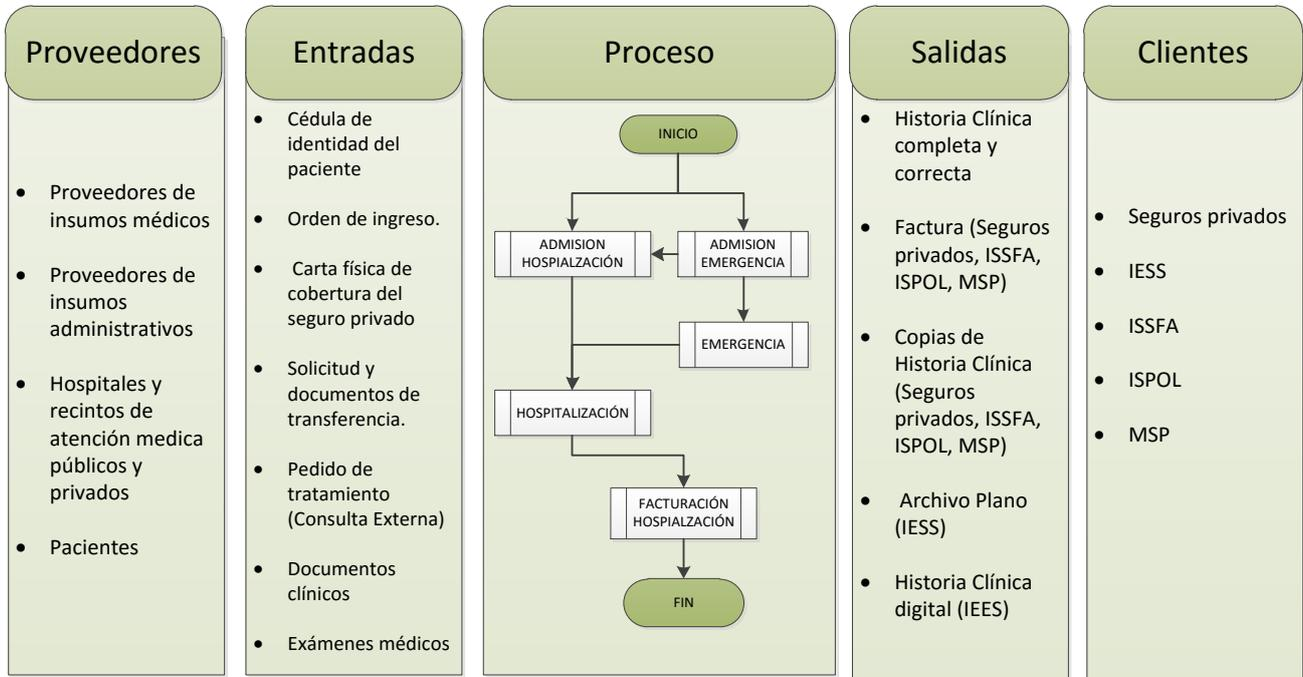 Proveedores
• Proveedores de
insumos médicos
• Proveedores de
insumos
administrativos
• Hospitales y
recintos de
atención medica
públicos y
privados
• Pacientes
Entradas
• Cédula de
identidad del
paciente
• Orden de ingreso.
• Carta física de
cobertura del
seguro privado
• Solicitud y
documentos de
transferencia.
• Pedido de
tratamiento
(Consulta Externa)
• Documentos
clínicos
• Exámenes médicos
Proceso
INICIO
ADMISION
HOSPIALZACIÓN
ADMISION
EMERGENCIA
EMERGENCIA
HOSPITALIZACIÓN
FACTURACIÓN
HOSPIALZACIÓN
FIN
Salidas
• Historia Clínica
completa y
correcta
• Factura (Seguros
privados, ISSFA,
ISPOL, MSP)
• Copias de
Historia Clínica
(Seguros
privados, ISSFA,
ISPOL, MSP)
• Archivo Plano
(IESS)
• Historia Clínica
digital (IEES)
Clientes
• Seguros privados
• IESS
• ISSFA
• ISPOL
• MSP